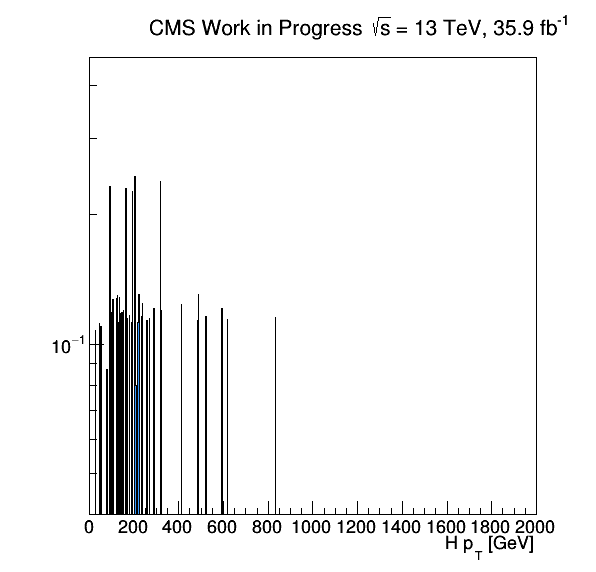 CMS Work in Progress √s = 13 TeV, 35.9 fb⁻¹
10⁻¹
0 200 400 600 800 1000 1200 1400 1600 1800 2000
H p_T [GeV]